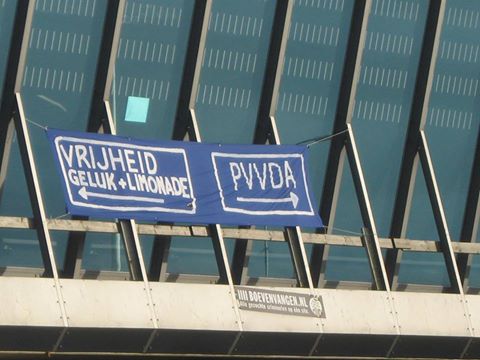 VRIJHEID
GELUK + LIMONADE
PVVDA
BOEVENVANGEN.NL